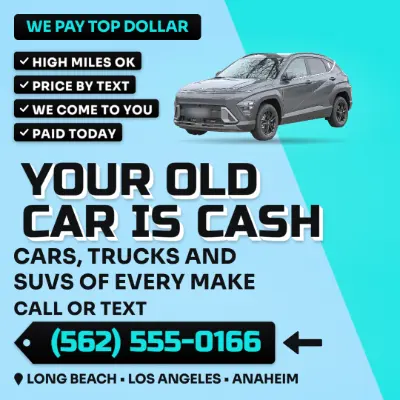 WE PAY TOP DOLLAR
✓ HIGH MILES OK
✓ PRICE BY TEXT
✓ WE COME TO YOU
✓ PAID TODAY
YOUR OLD
CAR IS CASH
CARS, TRUCKS AND
SUVS OF EVERY MAKE
CALL OR TEXT
(562) 555-0166
LONG BEACH • LOS ANGELES • ANAHEIM